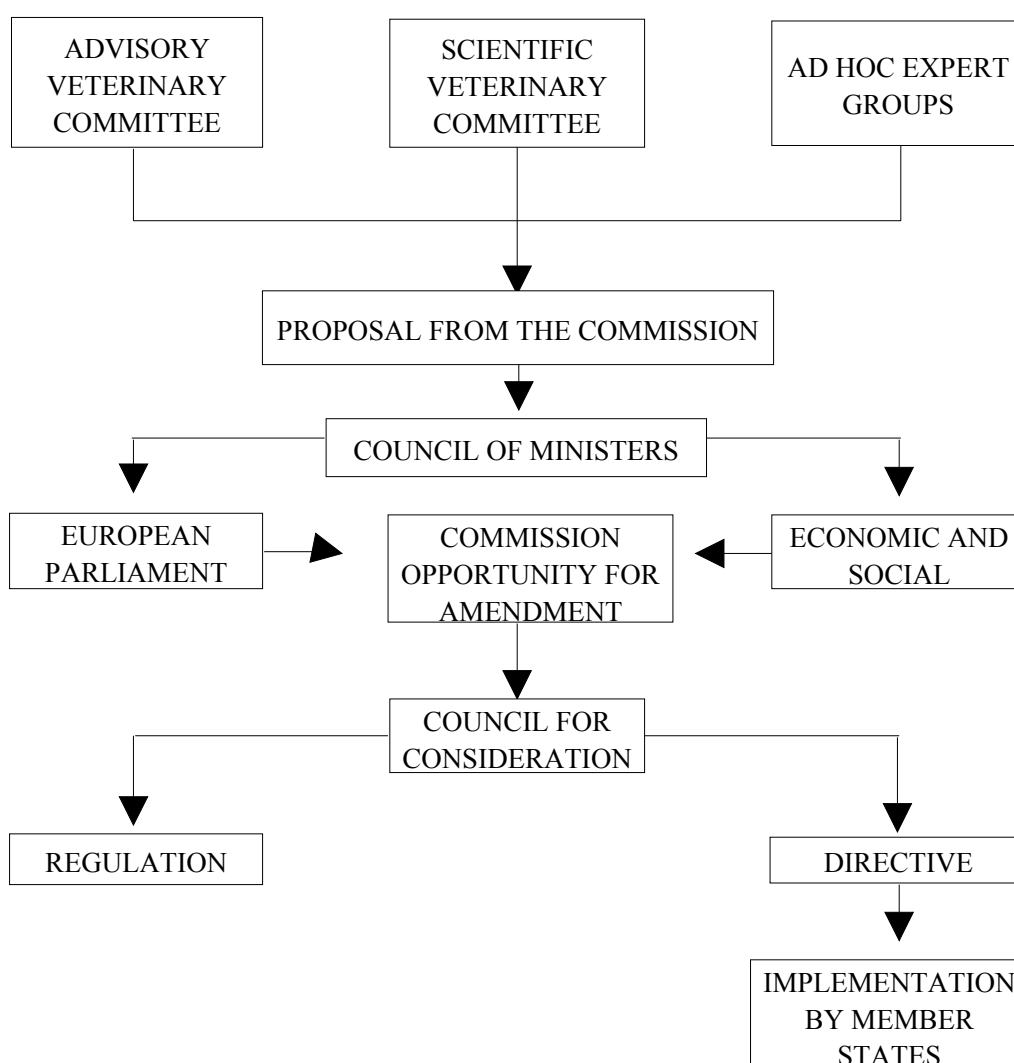 ADVISORY
VETERINARY
COMMITTEE
SCIENTIFIC
VETERINARY
COMMITTEE
AD HOC EXPERT
GROUPS
PROPOSAL FROM THE COMMISSION
COUNCIL OF MINISTERS
EUROPEAN
PARLIAMENT
COMMISSION
OPPORTUNITY FOR
AMENDMENT
ECONOMIC AND
SOCIAL
COUNCIL FOR
CONSIDERATION
REGULATION
DIRECTIVE
IMPLEMENTATION
BY MEMBER
STATES